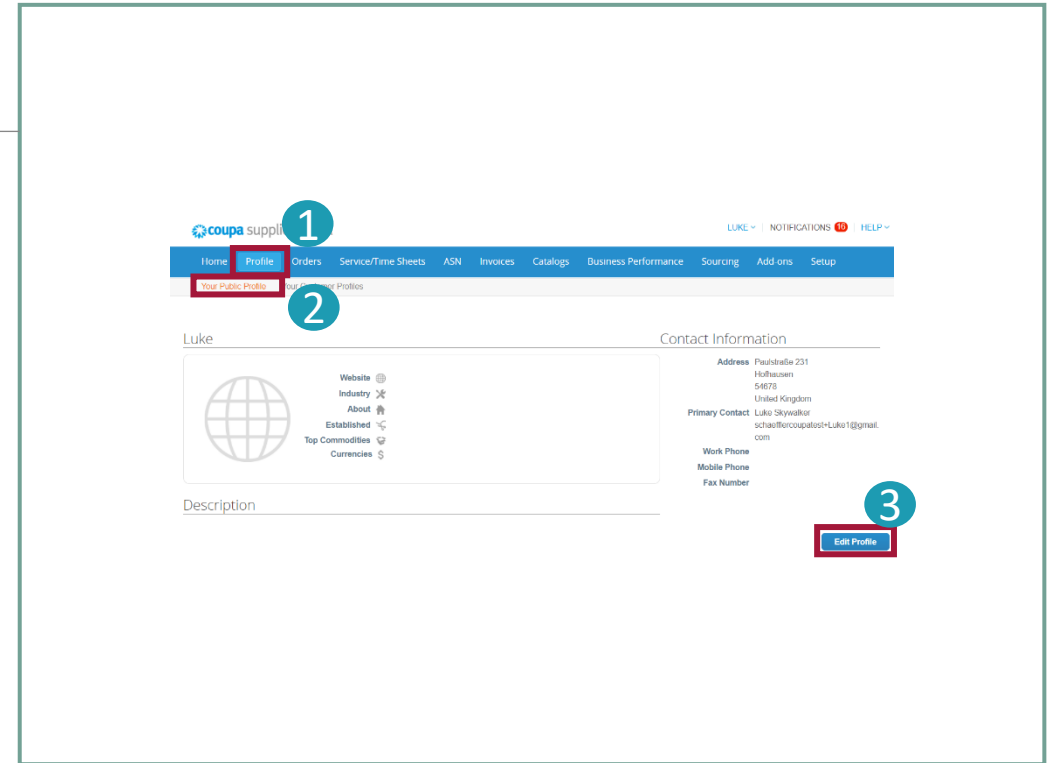 1
coupa suppli
LUKE NOTIFICATIONS 16 HELP
Home Profile Orders Service/Time Sheets ASN Invoices Catalogs Business Performance Sourcing Add-ons Setup
Your Public Profile Your Customer Profiles
2
Luke
Website
Industry
About
Established
Top Commodities
Currencies $
Description
Contact Information
Address Paulstraße 231
Hofhausen
54678
United Kingdom
Primary Contact Luke Skywalker
schaefflercoupatest+Luke1@gmail.
com
Work Phone
Mobile Phone
Fax Number
3
Edit Profile